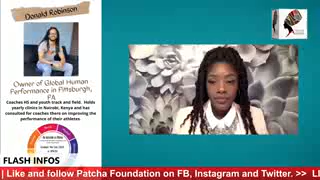 Donald Robinson
Owner of Global Human
Performance in Pittsburgh,
PA
Coaches HS and youth track and field. Holds
yearly clinics in Nairobi, Kenya and has
consulted for coaches there on improving the
performance of their athletes
FLASH INFOS
| Like and follow Patcha Foundation on FB, Instagram and Twitter. >> LI